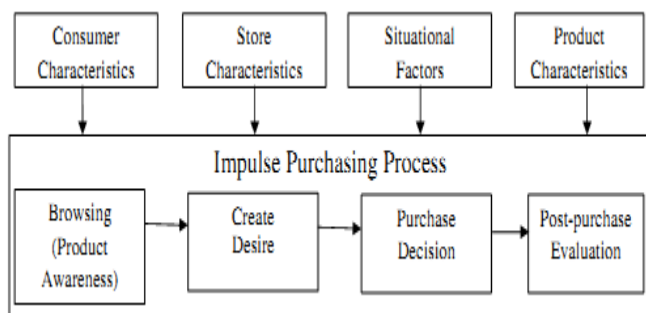 Consumer
Characteristics
Store
Characteristics
Situational
Factors
Product
Characteristics
Impulse Purchasing Process
Browsing
(Product
Awareness)
Create
Desire
Purchase
Decision
Post-purchase
Evaluation